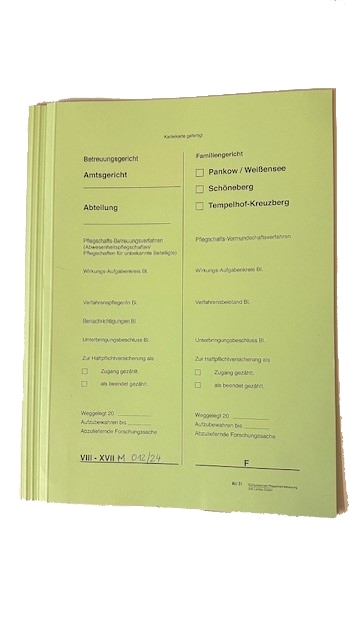 Karteikarte gefertigt
Betreuungsgericht
Amtsgericht
Abteilung
Pflegschafts-Betreuungsverfahren
(Abwesenheitspflegschaften/
Pflegschaften für unbekannte Beteiligte)
Wirkungs-Aufgabenkreis Bl.
VerfahrenspflegerIn Bl.
Benachrichtigungen Bl.
Unterbringungsbeschluss Bl.
Zur Haftpflichtversicherung als
Zugang gezählt.
als beendet gezählt.
Weggelegt 20
Aufzubewahren bis
Abzuliefernde Forschungssache
VIII - XVII M 012/24
Familiengericht
Pankow / Weißensee
Schöneberg
Tempelhof-Kreuzberg
Pflegschafts-Vormundschaftsverfahren
Wirkungs-Aufgabenkreis Bl.
Verfahrensbeistand Bl.
Unterbringungsbeschluss Bl.
Zur Haftpflichtversicherung als
Zugang gezählt.
als beendet gezählt.
Weggelegt 20
Aufzubewahren bis
Abzuliefernde Forschungssache
F